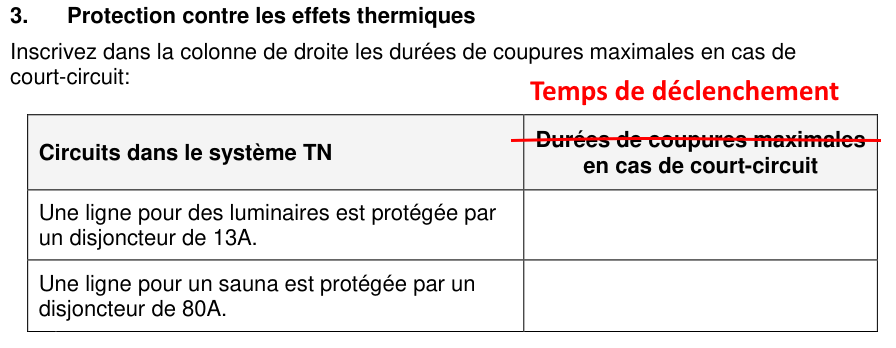 3. Protection contre les effets thermiques
Inscrivez dans la colonne de droite les durées de coupures maximales en cas de
court-circuit:
Temps de déclenchement
Circuits dans le système TN
Durées de coupures maximales
en cas de court-circuit
Une ligne pour des luminaires est protégée par
un disjoncteur de 13A.
Une ligne pour un sauna est protégée par un
disjoncteur de 80A.